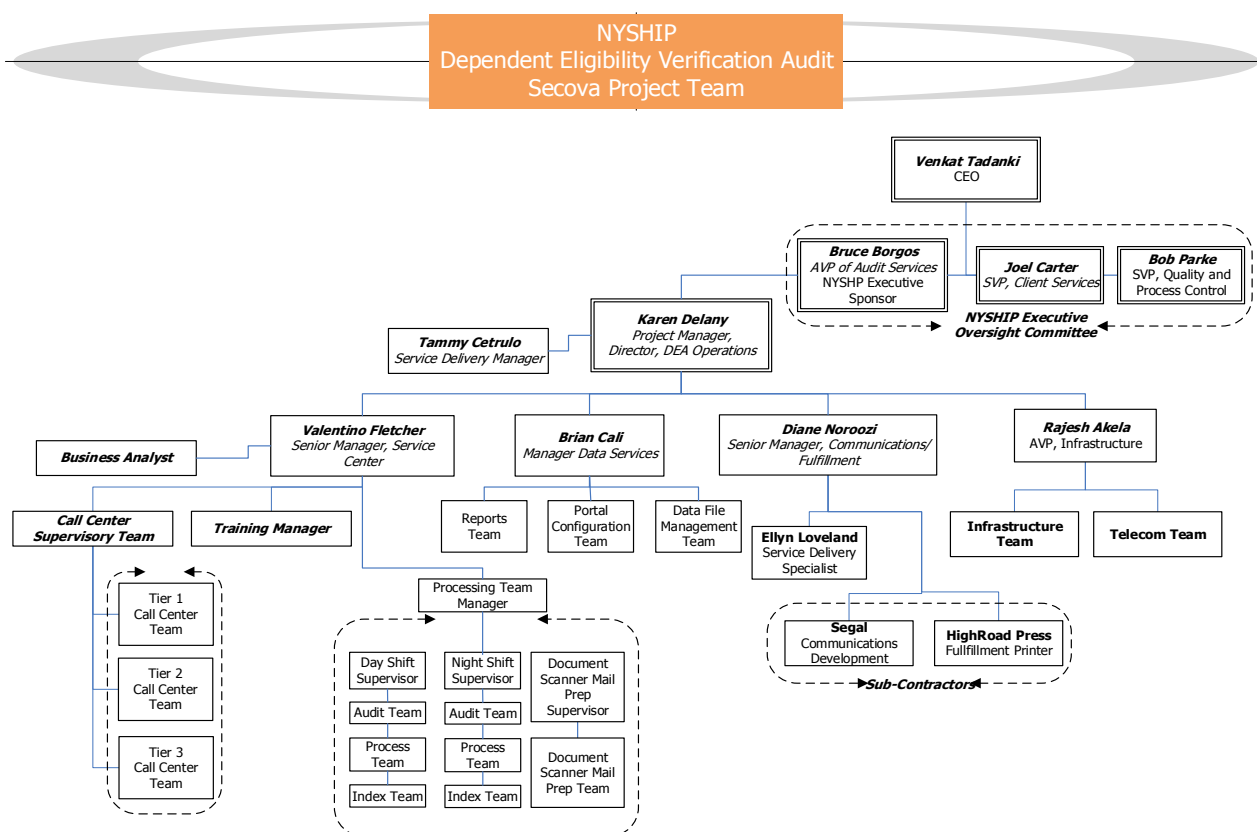 NYSHIP
Dependent Eligibility Verification Audit
Secova Project Team
Venkat Tadanki
CEO
Bruce Borgos
AVP of Audit Services
NYSHP Executive
Sponsor
Joel Carter
SVP, Client Services
Bob Parke
SVP, Quality and
Process Control
NYSHIP Executive
Oversight Committee
Karen Delany
Project Manager,
Director, DEA Operations
Tammy Cetrulo
Service Delivery Manager
Valentino Fletcher
Senior Manager, Service
Center
Business Analyst
Brian Cali
Manager Data Services
Diane Noroozi
Senior Manager, Communications/
Fulfillment
Rajesh Akela
AVP, Infrastructure
Call Center
Supervisory Team
Training Manager
Reports
Team
Portal
Configuration
Team
Data File
Management
Team
Ellyn Loveland
Service Delivery
Specialist
Infrastructure
Team
Telecom Team
Tier 1
Call Center
Team
Tier 2
Call Center
Team
Tier 3
Call Center
Team
Processing Team
Manager
Day Shift
Supervisor
Audit Team
Process
Team
Index Team
Night Shift
Supervisor
Audit Team
Process
Team
Index Team
Document
Scanner Mail
Prep
Supervisor
Document
Scanner Mail
Prep Team
Segal
Communications
Development
HighRoad Press
Fullfillment Printer
Sub-Contractors